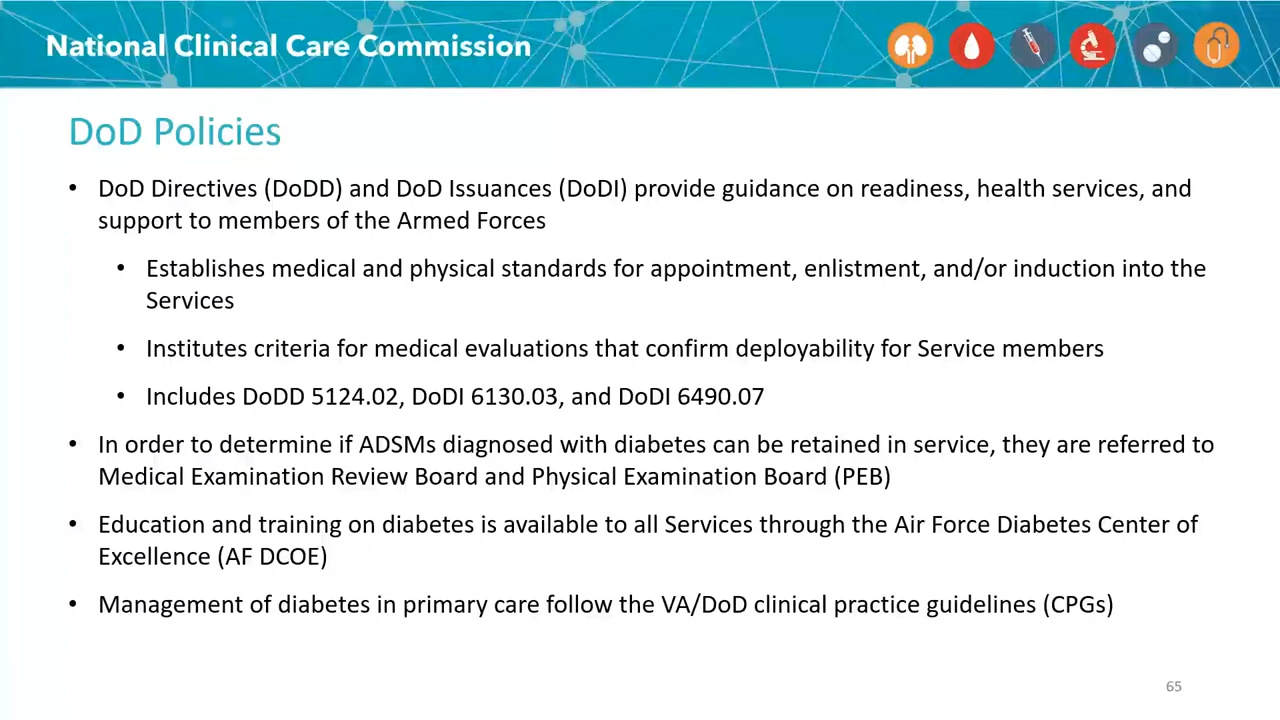 National Clinical Care Commission
DoD Policies
• DoD Directives (DoDD) and DoD Issuances (DoDI) provide guidance on readiness, health services, and
support to members of the Armed Forces
• Establishes medical and physical standards for appointment, enlistment, and/or induction into the
Services
• Institutes criteria for medical evaluations that confirm deployability for Service members
• Includes DoDD 5124.02, DoDI 6130.03, and DoDI 6490.07
• In order to determine if ADSMs diagnosed with diabetes can be retained in service, they are referred to
Medical Examination Review Board and Physical Examination Board (PEB)
• Education and training on diabetes is available to all Services through the Air Force Diabetes Center of
Excellence (AF DCOE)
• Management of diabetes in primary care follow the VA/DoD clinical practice guidelines (CPGs)
65